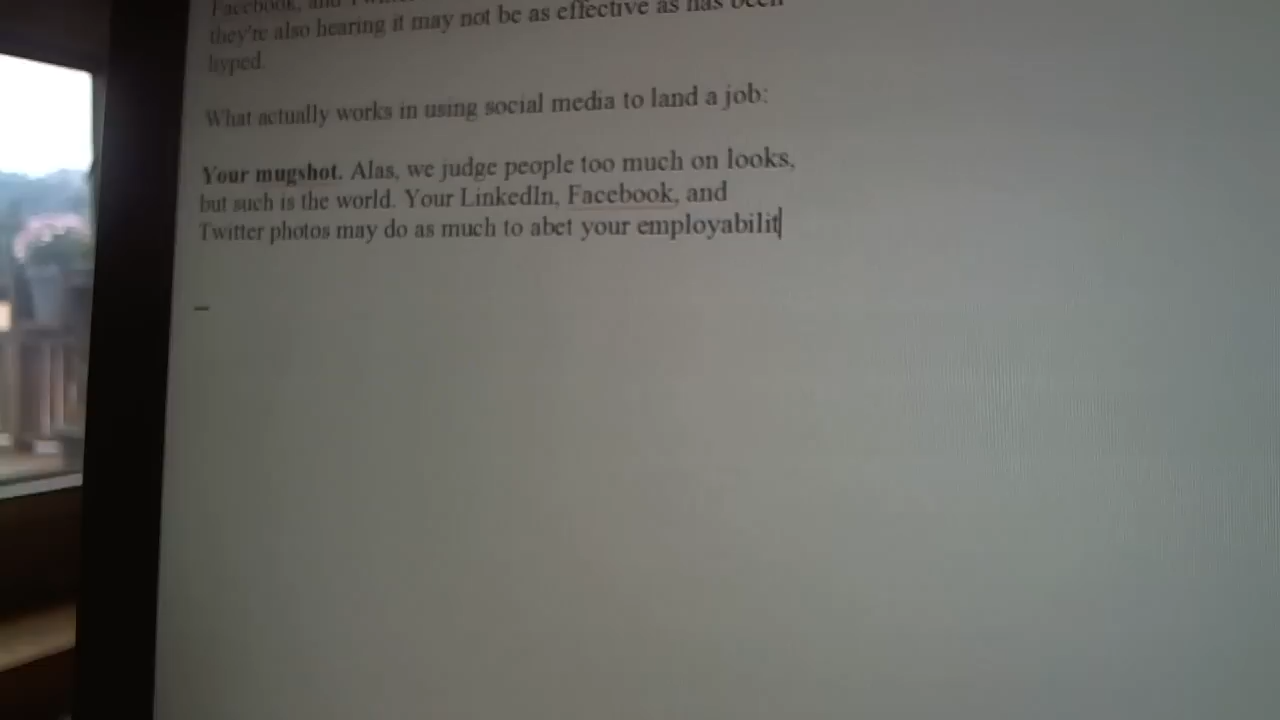 Facebook, and
they're also hearing it may not be as effective as has been
hyped.
What actually works in using social media to land a job:
Your mugshot. Alas, we judge people too much on looks,
but such is the world. Your LinkedIn, Facebook, and
Twitter photos may do as much to abet your employabilit